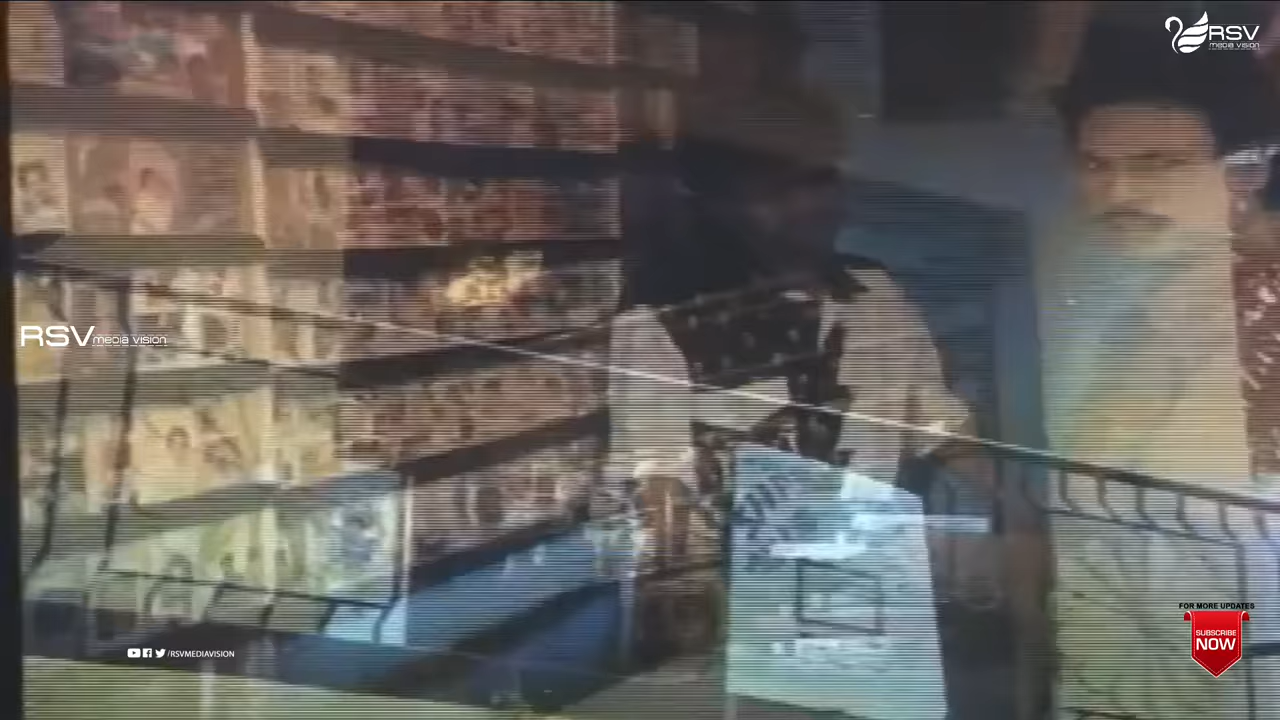 RSV
media vision
RSV media vision
FOR MORE UPDATES
SUBSCRIBE
NOW
/RSVMEDIAVISION